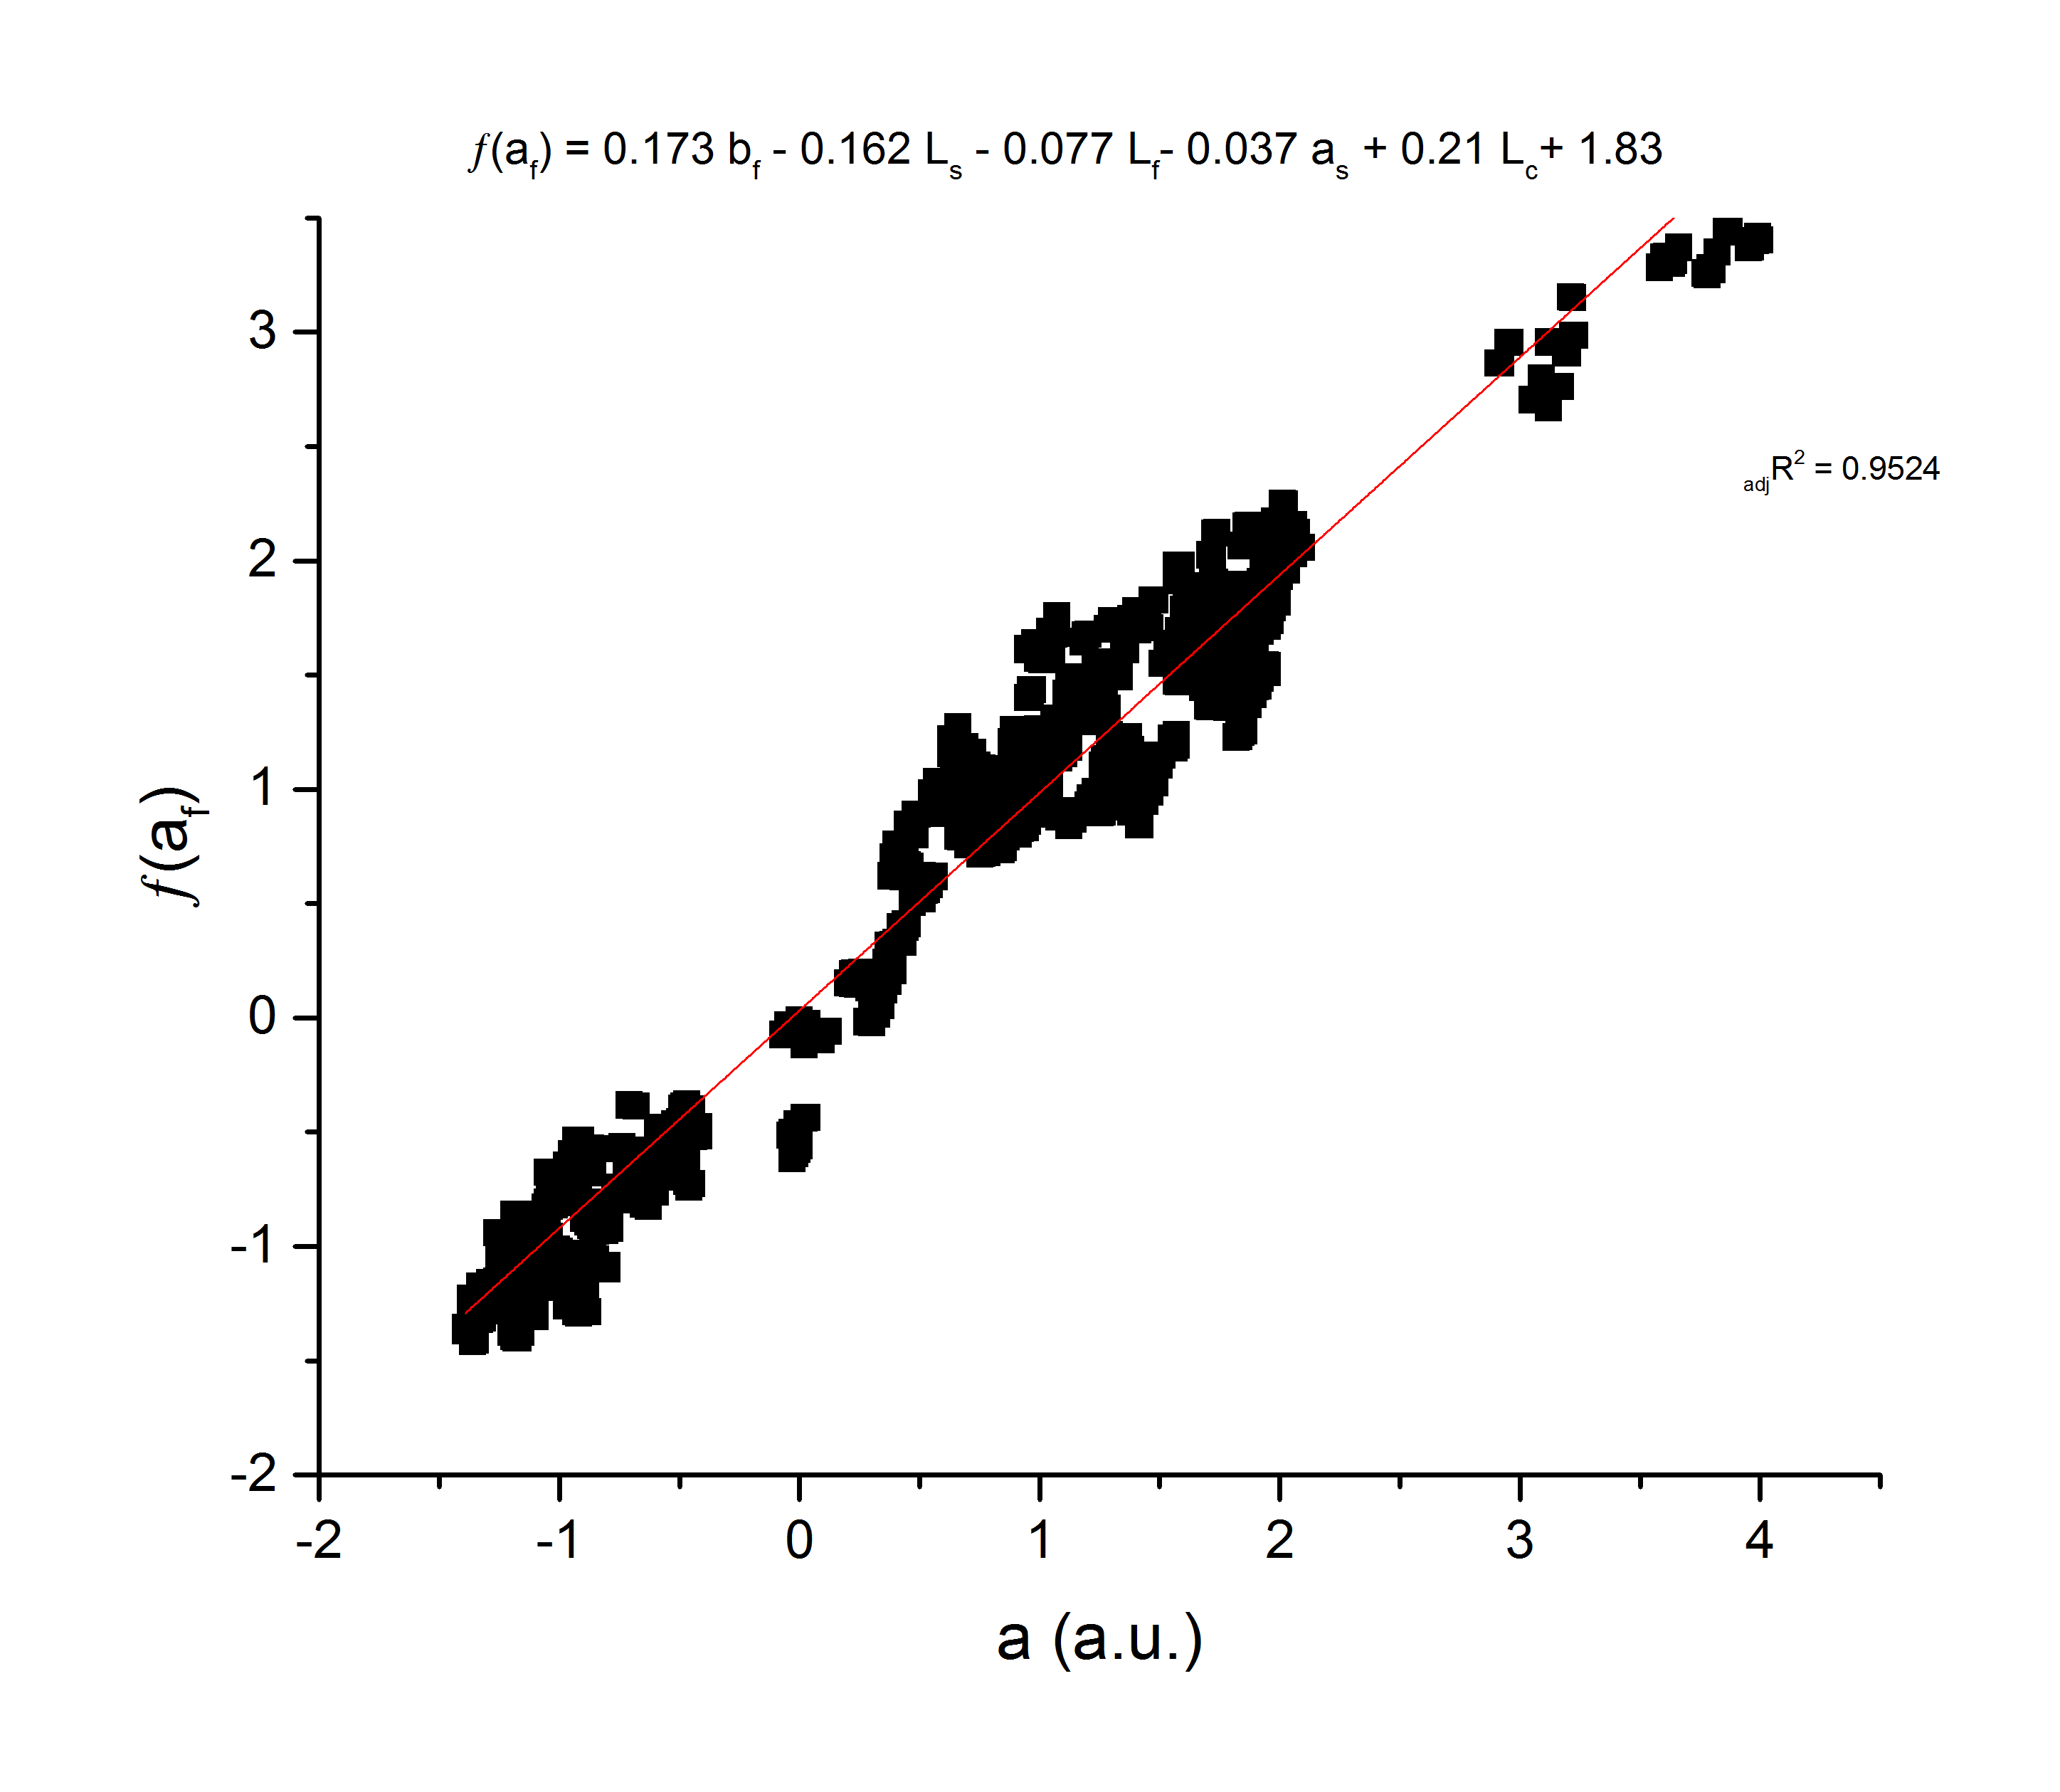 f(af) = 0.173 bf - 0.162 Ls - 0.077 Lf- 0.037 as + 0.21 Lc+ 1.83
3
adjR2 = 0.9524
2
1
f(af)
0
-1
-2
-2 -1 0 1 2 3 4
a (a.u.)